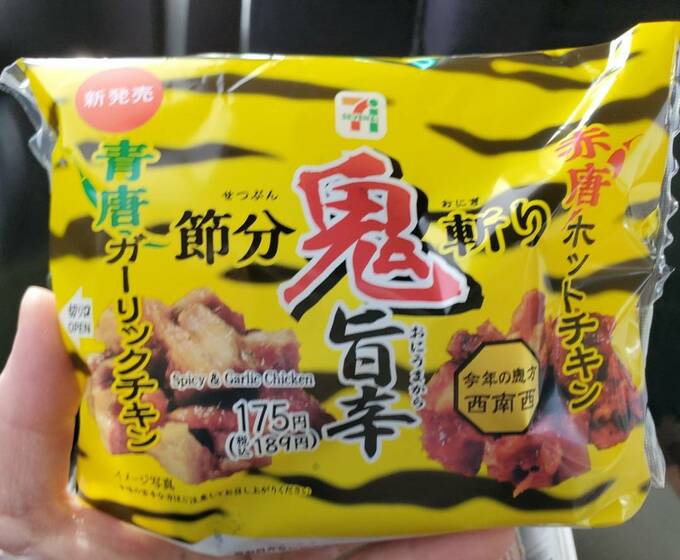 新発売
SEVEN i
青唐ガーリックチキン
せつぶん
節分
鬼
おにぎ
斬り
旨辛
おにうまから
赤唐ホットチキン
切り口
OPEN
Spicy & Garlic Chicken
175円
(税込189円)
今年の恵方
西南西
イメージ写真